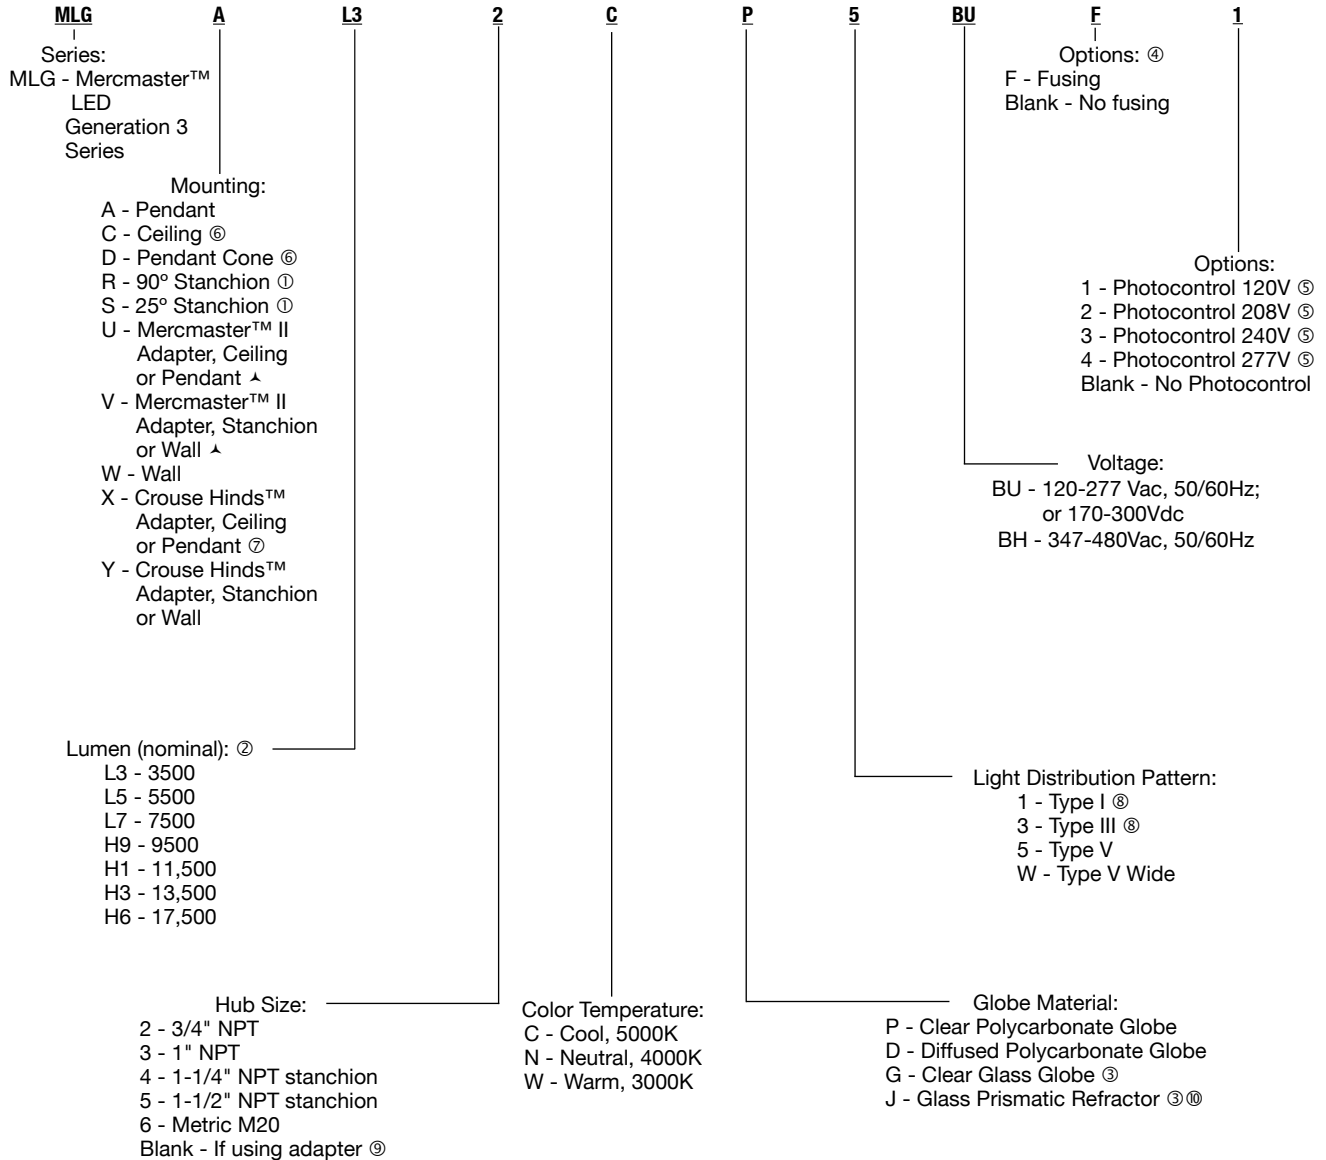 MLG A L3 2 C P 5 BU F 1
Series:
MLG - Mercmaster™
LED
Generation 3
Series
Options: ④
F - Fusing
Blank - No fusing
Mounting:
A - Pendant
C - Ceiling ⑥
D - Pendant Cone ⑥
R - 90º Stanchion ①
S - 25º Stanchion ①
U - Mercmaster™ II
Adapter, Ceiling
or Pendant ⅄
V - Mercmaster™ II
Adapter, Stanchion
or Wall ⅄
W - Wall
X - Crouse Hinds™
Adapter, Ceiling
or Pendant ⑦
Y - Crouse Hinds™
Adapter, Stanchion
or Wall
Options:
1 - Photocontrol 120V ⑤
2 - Photocontrol 208V ⑤
3 - Photocontrol 240V ⑤
4 - Photocontrol 277V ⑤
Blank - No Photocontrol
Voltage:
BU - 120-277 Vac, 50/60Hz;
or 170-300Vdc
BH - 347-480Vac, 50/60Hz
Lumen (nominal): ②
L3 - 3500
L5 - 5500
L7 - 7500
H9 - 9500
H1 - 11,500
H3 - 13,500
H6 - 17,500
Light Distribution Pattern:
1 - Type I ⑧
3 - Type III ⑧
5 - Type V
W - Type V Wide
Hub Size:
2 - 3/4" NPT
3 - 1" NPT
4 - 1-1/4" NPT stanchion
5 - 1-1/2" NPT stanchion
6 - Metric M20
Blank - If using adapter ⑨
Color Temperature:
C - Cool, 5000K
N - Neutral, 4000K
W - Warm, 3000K
Globe Material:
P - Clear Polycarbonate Globe
D - Diffused Polycarbonate Globe
G - Clear Glass Globe ③
J - Glass Prismatic Refractor ③⑩